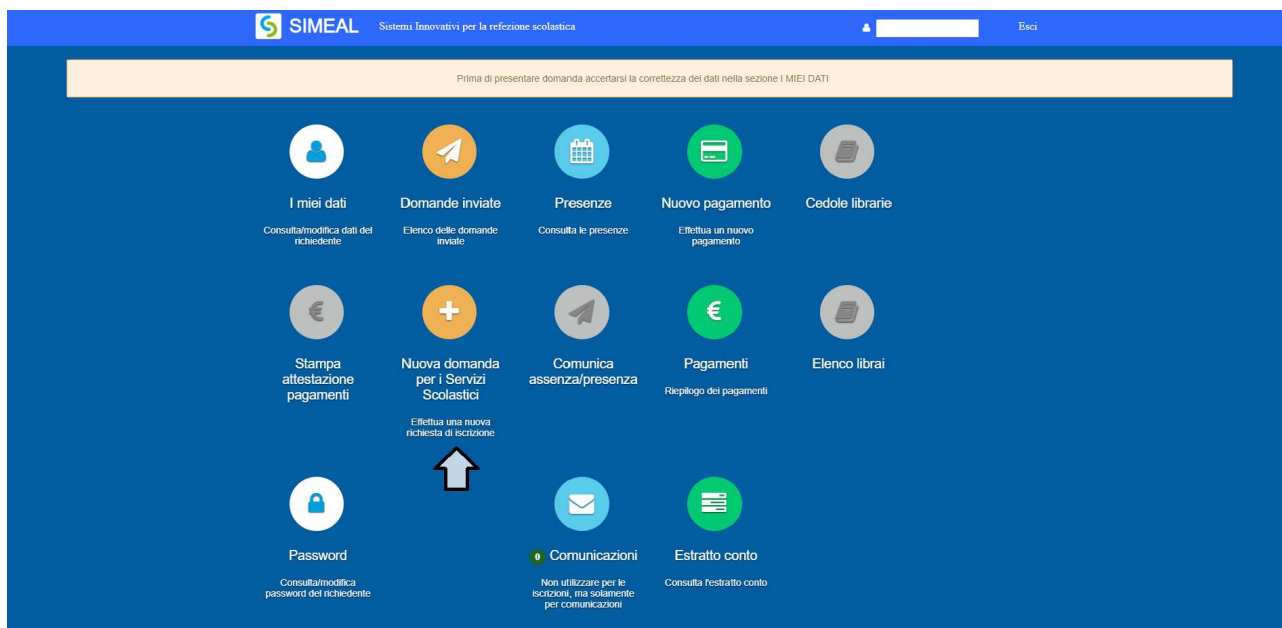 SIMEAL Sistemi Innovativi per la refezione scolastica Esci
Prima di presentare domanda accertarsi la correttezza dei dati nella sezione I MIEI DATI
I miei dati
Consulta/modifica dati del
richiedente
Domande inviate
Elenco delle domande
inviate
Presenze
Consulta le presenze
Nuovo pagamento
Effettua un nuovo
pagamento
Cedole librarie
Stampa
attestazione
pagamenti
Nuova domanda
per i Servizi
Scolastici
Effettua una nuova
richiesta di iscrizione
Comunica
assenza/presenza
€
Pagamenti
Riepilogo dei pagamenti
Elenco librai
Password
Consulta/modifica
password del richiedente
0 Comunicazioni
Non utilizzare per le
iscrizioni, ma solamente
per comunicazioni
Estratto conto
Consulta l'estratto conto